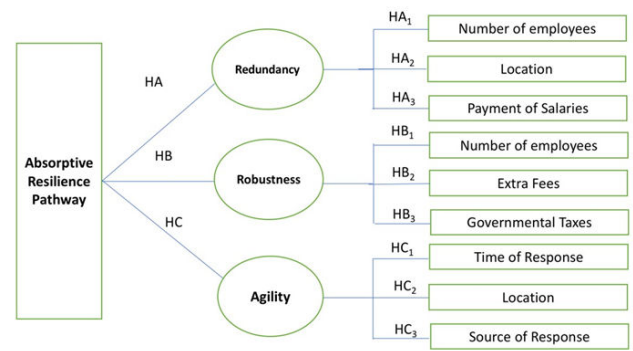 Absorptive
Resilience
Pathway
HA
HB
HC
Redundancy
Robustness
Agility
HA₁
Number of employees
HA₂
Location
HA₃
Payment of Salaries
HB₁
Number of employees
HB₂
Extra Fees
HB₃
Governmental Taxes
HC₁
Time of Response
HC₂
Location
HC₃
Source of Response